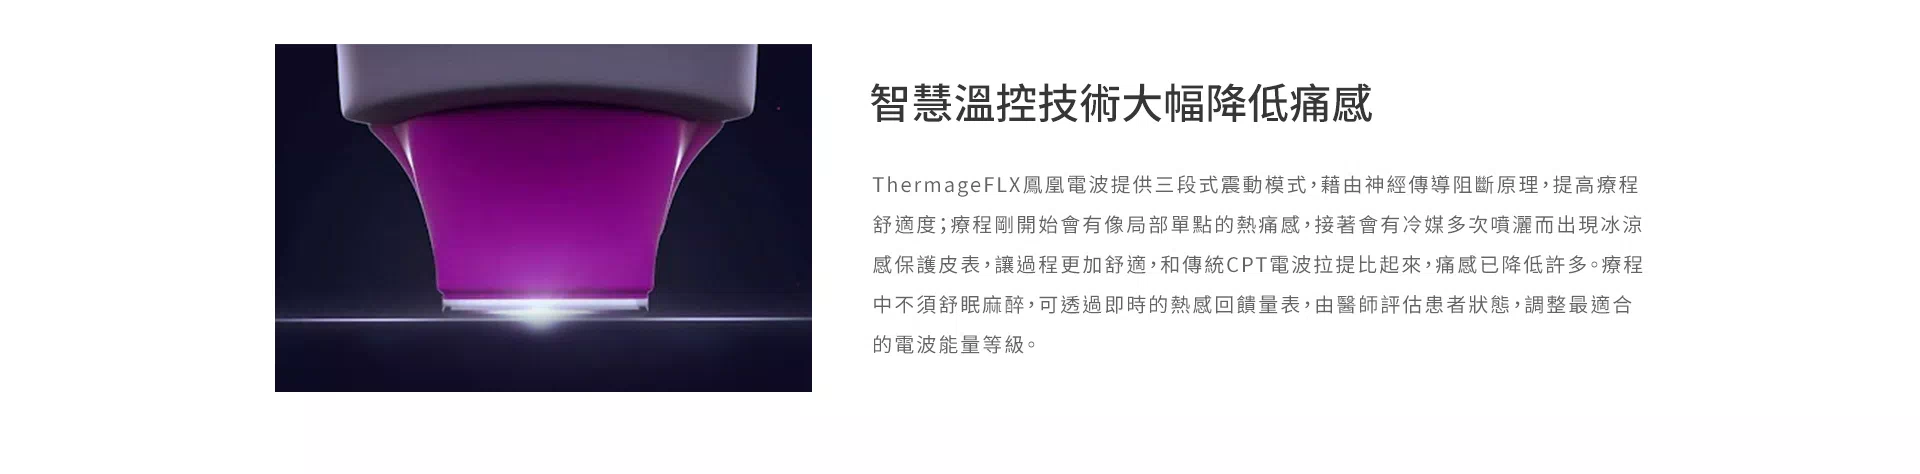 智慧溫控技術大幅降低痛感
ThermageFLX鳳凰電波提供三段式震動模式，藉由神經傳導阻斷原理，提高療程
舒適度；療程剛開始會有像局部單點的熱痛感，接著會有冷媒多次噴灑而出現冰涼
感保護皮表，讓過程更加舒適，和傳統CPT電波拉提比起來，痛感已降低許多。療程
中不須舒眠麻醉，可透過即時的熱感回饋量表，由醫師評估患者狀態，調整最適合
的電波能量等級。